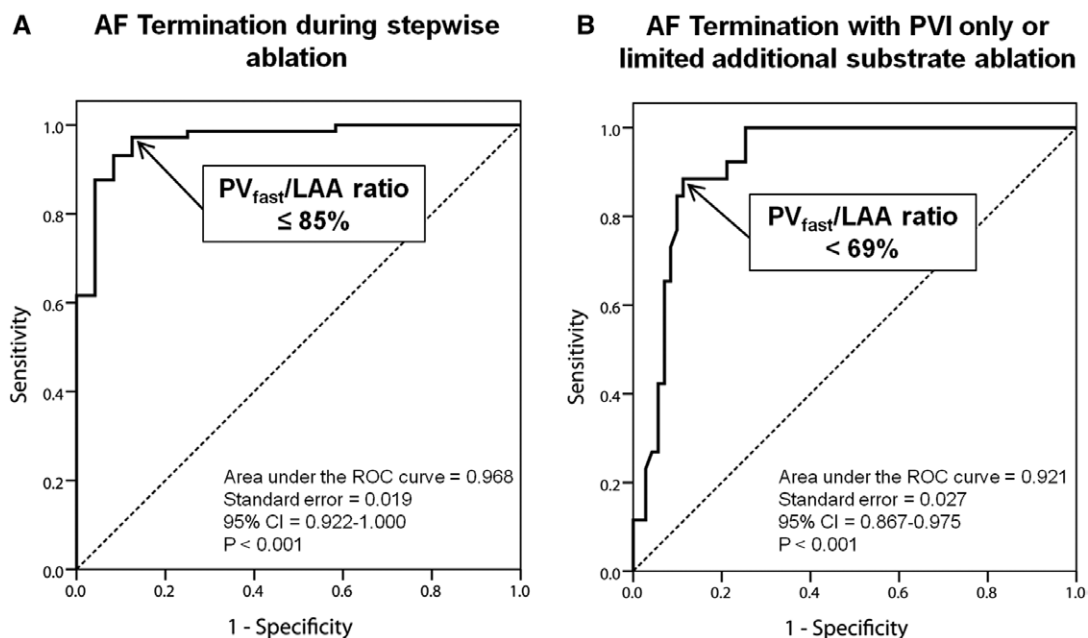 A
AF Termination during stepwise
ablation
1.0
0.8
0.6
0.4
0.2
0.0
Sensitivity
PVfast/LAA ratio
≤ 85%
Area under the ROC curve = 0.968
Standard error = 0.019
95% CI = 0.922-1.000
P < 0.001
0.0 0.2 0.4 0.6 0.8 1.0
1 - Specificity
B
AF Termination with PVI only or
limited additional substrate ablation
1.0
0.8
0.6
0.4
0.2
0.0
Sensitivity
PVfast/LAA ratio
< 69%
Area under the ROC curve = 0.921
Standard error = 0.027
95% CI = 0.867-0.975
P < 0.001
0.0 0.2 0.4 0.6 0.8 1.0
1 - Specificity